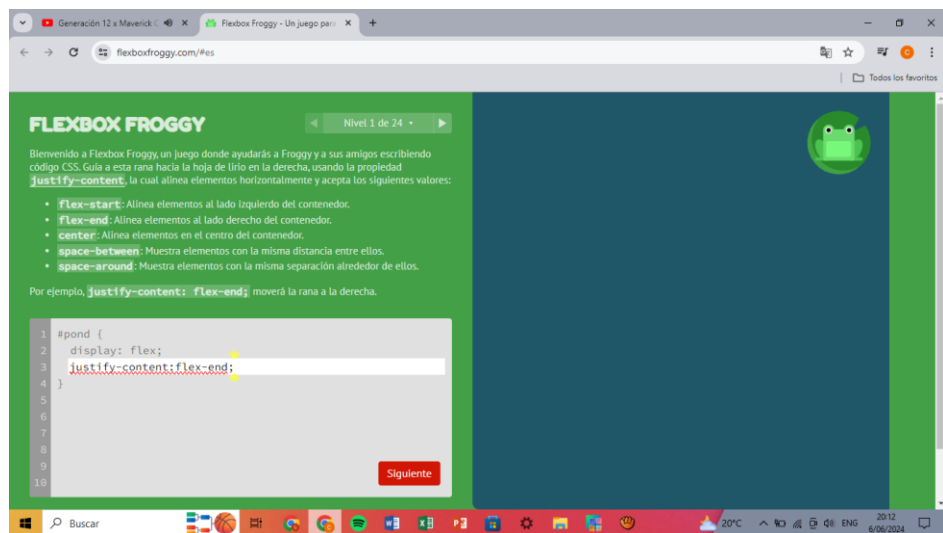 Generación 12 x Maverick C
Flexbox Froggy - Un juego para
flexboxfroggy.com/#es
Todos los favoritos
FLEXBOX FROGGY
Nivel 1 de 24
Bienvenido a Flexbox Froggy, un juego donde ayudarás a Froggy y a sus amigos escribiendo
código CSS. Guía a esta rana hacia la hoja de lirio en la derecha, usando la propiedad
justify-content, la cual alinea elementos horizontalmente y acepta los siguientes valores:
• flex-start: Alinea elementos al lado izquierdo del contenedor.
• flex-end: Alinea elementos al lado derecho del contenedor.
• center: Alinea elementos en el centro del contenedor.
• space-between: Muestra elementos con la misma distancia entre ellos.
• space-around: Muestra elementos con la misma separación alrededor de ellos.
Por ejemplo, justify-content: flex-end; moverá la rana a la derecha.
1 #pond {
2 display: flex;
3 justify-content:flex-end;
4 }
5
6
7
8
9
10
Siguiente
Buscar
20°C
ENG
20:12
6/06/2024